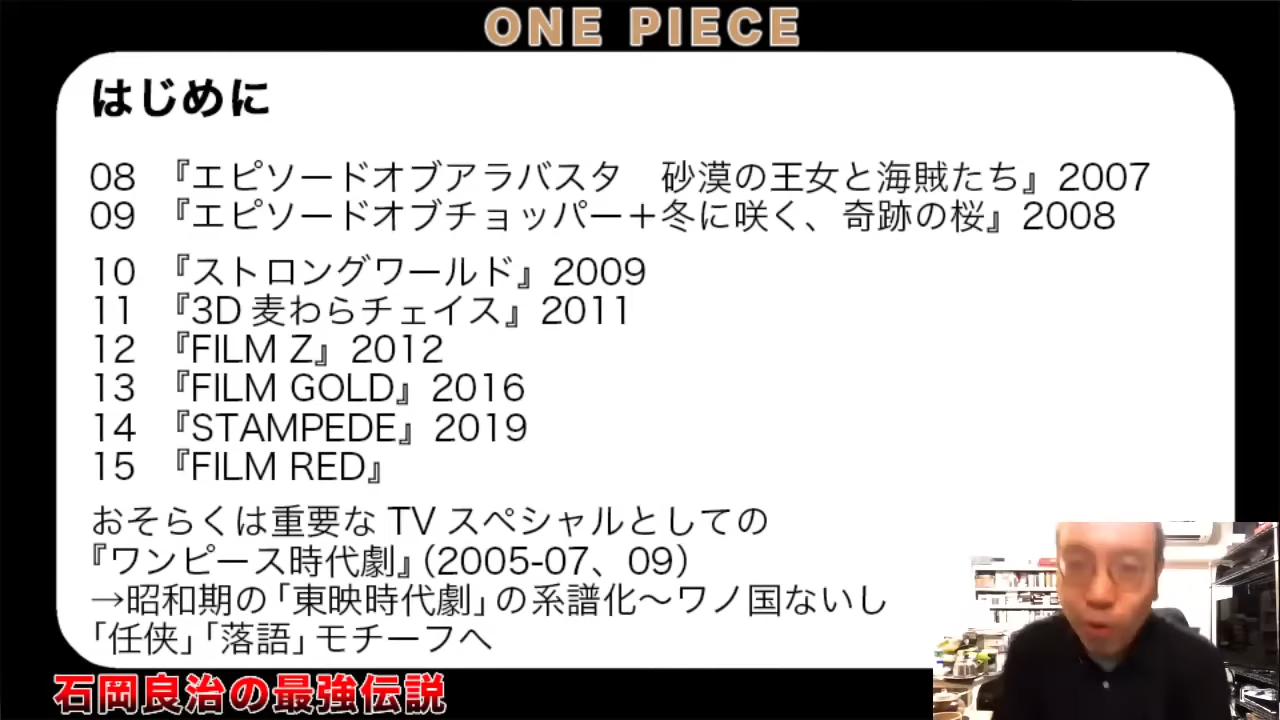 ONE PIECE
はじめに
08 『エピソードオブアラバスタ 砂漠の王女と海賊たち』2007
09 『エピソードオブチョッパー+冬に咲く、奇跡の桜』2008
10 『ストロングワールド』2009
11 『3D 麦わらチェイス』2011
12 『FILM Z』2012
13 『FILM GOLD』2016
14 『STAMPEDE』2019
15 『FILM RED』
おそらくは重要な TV スペシャルとしての
『ワンピース時代劇』(2005-07、09)
→昭和期の「東映時代劇」の系譜化〜ワノ国ないし
「任侠」「落語」モチーフへ
石岡良治の最強伝説